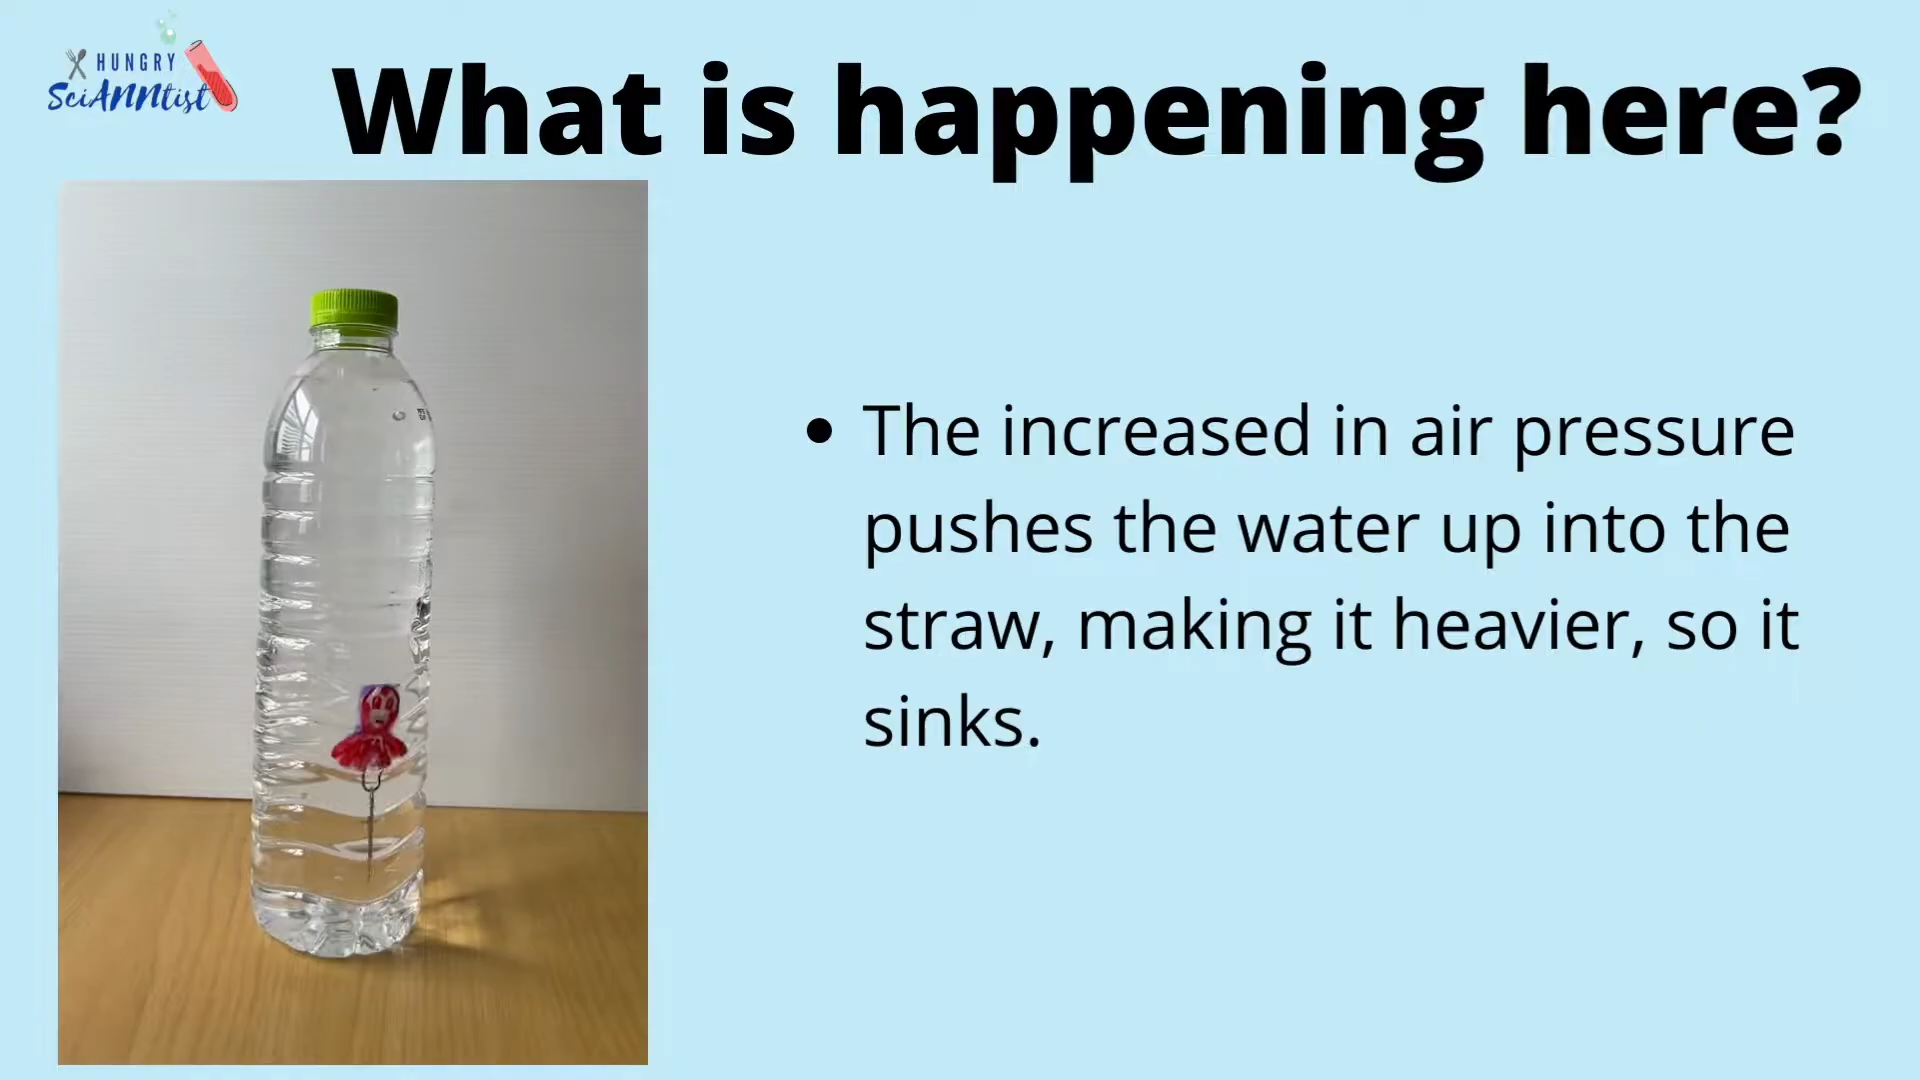 HUNGRY
SciANNtist
What is happening here?
• The increased in air pressure
pushes the water up into the
straw, making it heavier, so it
sinks.